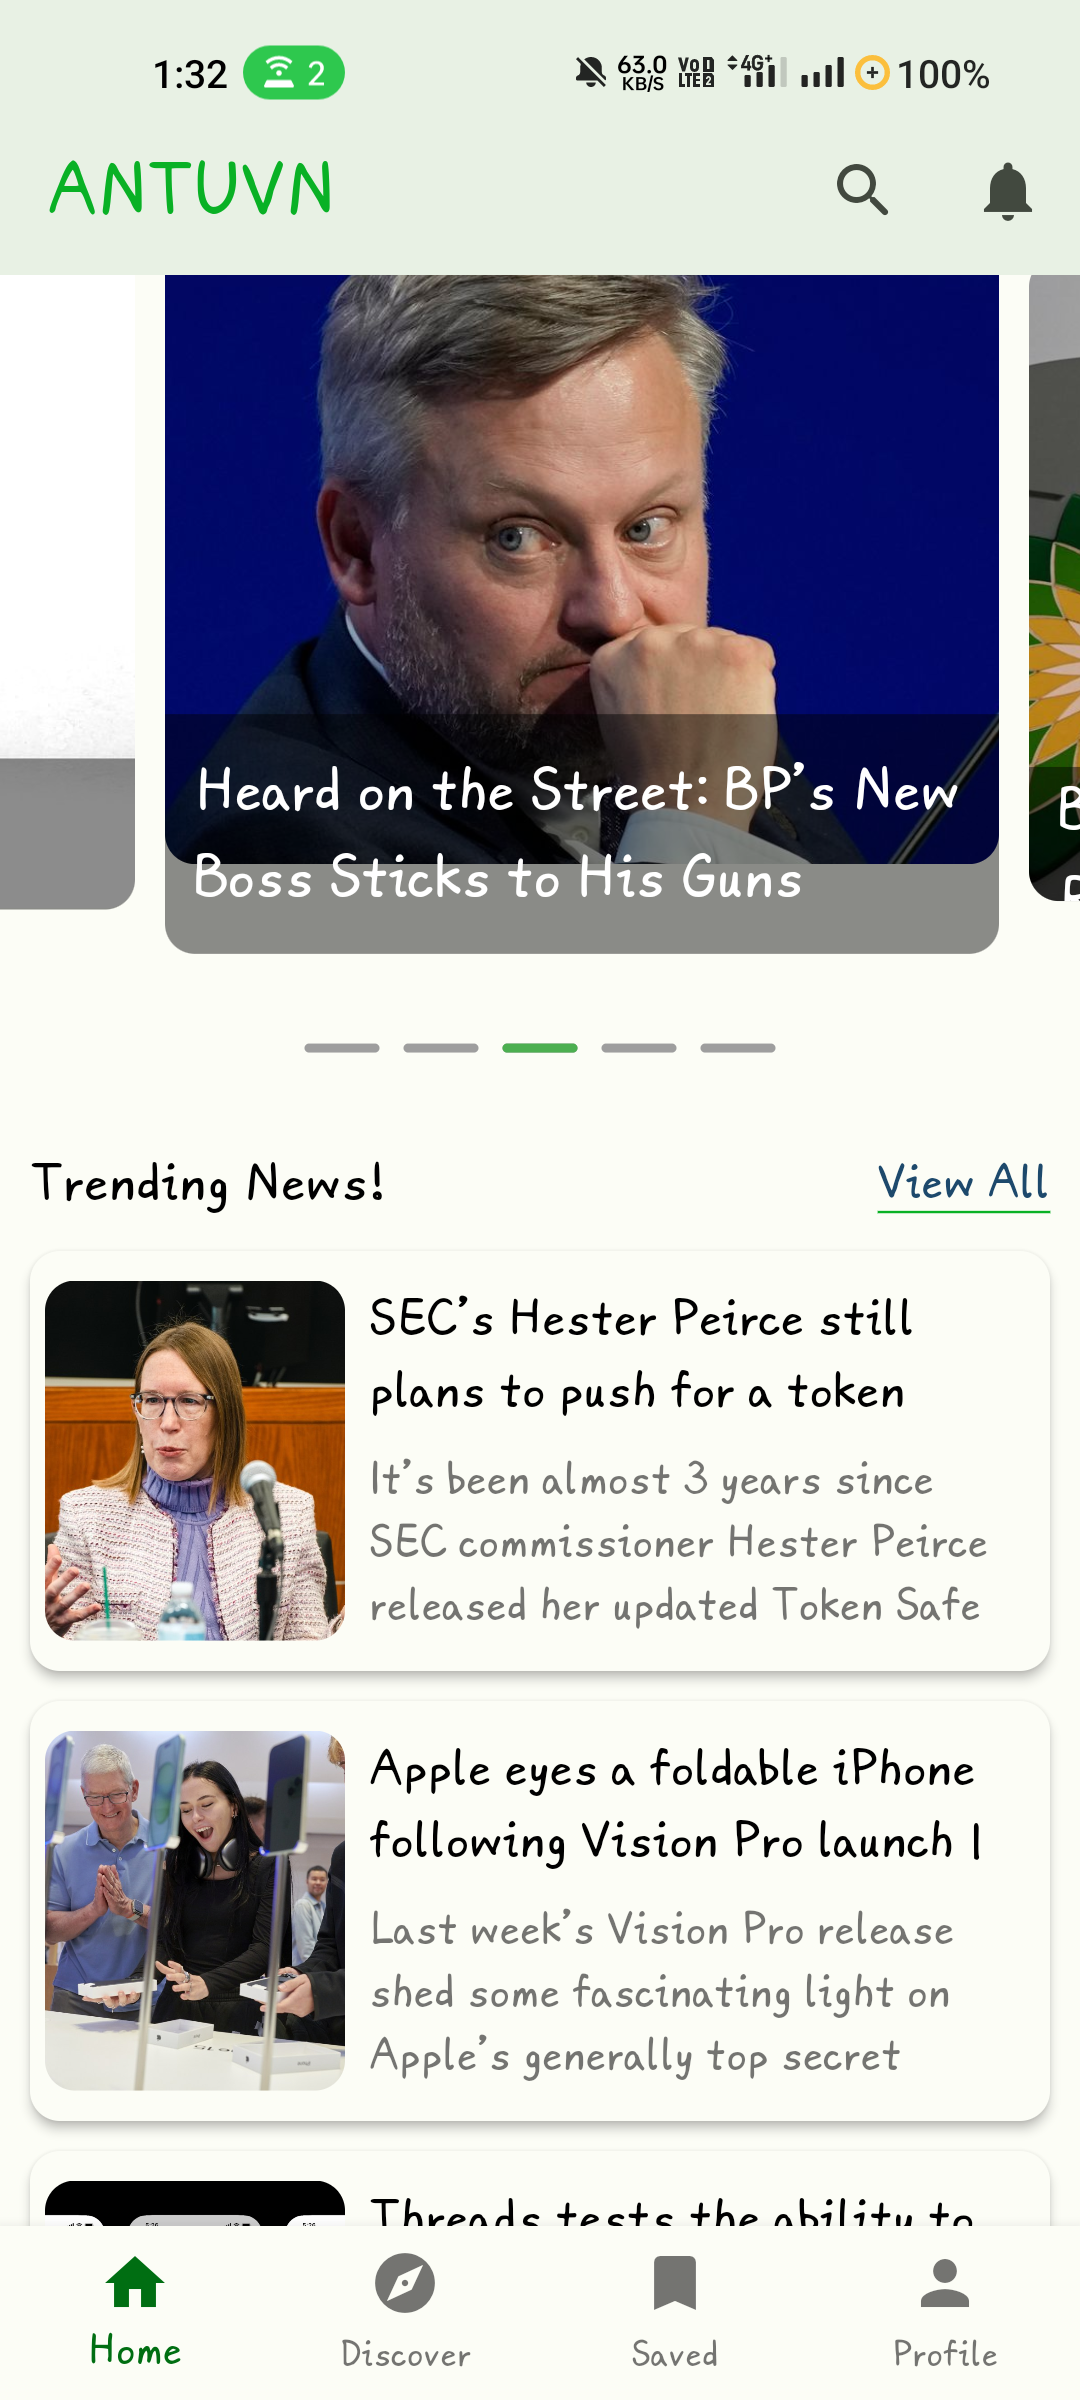 1:32 2 63.0 KB/S VoLTE 2 4G+ 100%
ANTUVN
Heard on the Street: BP's New
Boss Sticks to His Guns
B
Trending News!
View All
SEC's Hester Peirce still
plans to push for a token
It's been almost 3 years since
SEC commissioner Hester Peirce
released her updated Token Safe
Apple eyes a foldable iPhone
following Vision Pro launch |
Last week's Vision Pro release
shed some fascinating light on
Apple's generally top secret
Threads tests the ability to
Home
Discover
Saved
Profile